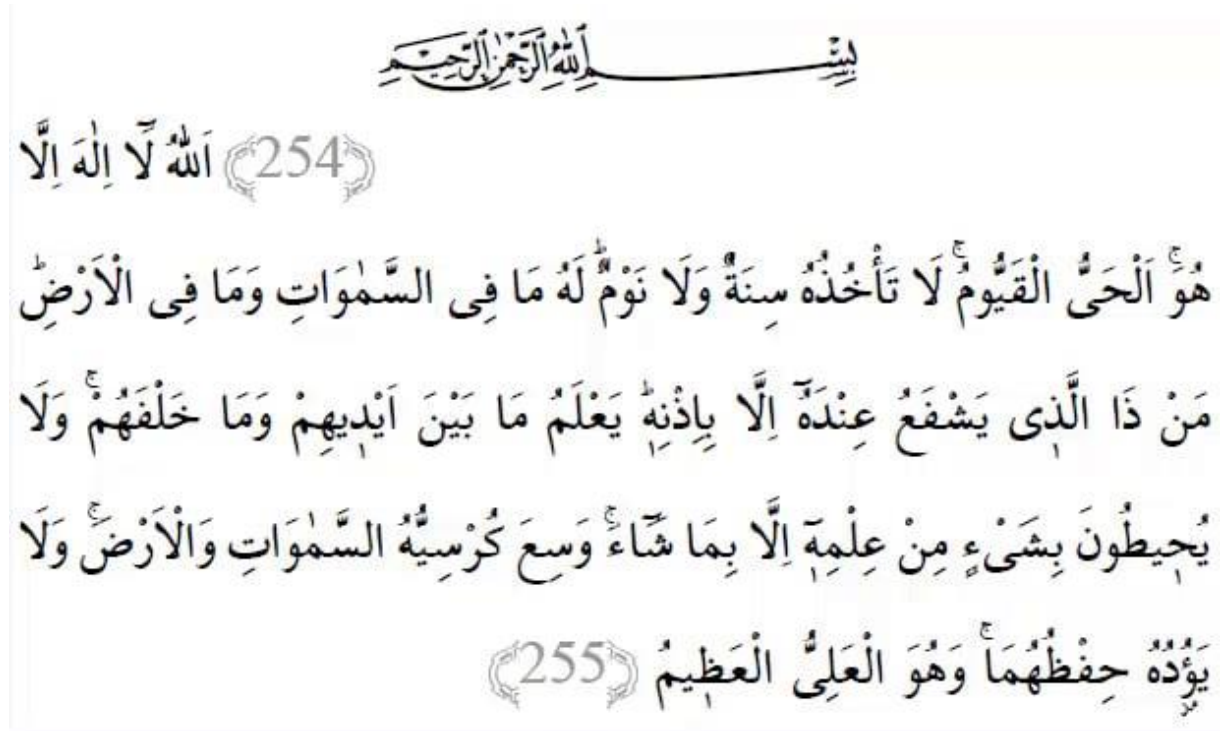 بِسْمِ اللّٰهِ الرَّحْمٰنِ الرَّحِيمِ
﴿254﴾ اَللّٰهُ لَٓا اِلٰهَ اِلَّا
هُوَۚ اَلْحَىُّ الْقَيُّومُۚ لَا تَأْخُذُهُ سِنَةٌ وَلَا نَوْمٌؕ لَهُ مَا فِى السَّمٰوَاتِ وَمَا فِى الْاَرْضِؕ
مَنْ ذَا الَّذٖى يَشْفَعُ عِنْدَهُٓ اِلَّا بِاِذْنِهٖؕ يَعْلَمُ مَا بَيْنَ اَيْدٖيهِمْ وَمَا خَلْفَهُمْۚ وَلَا
يُحٖيطُونَ بِشَىْءٍ مِنْ عِلْمِهٖٓ اِلَّا بِمَا شَٓاءَۚ وَسِعَ كُرْسِيُّهُ السَّمٰوَاتِ وَالْاَرْضَۚ وَلَا
يَؤُدُهُ حِفْظُهُمَاۚ وَهُوَ الْعَلِىُّ الْعَظٖيمُ ﴿255﴾